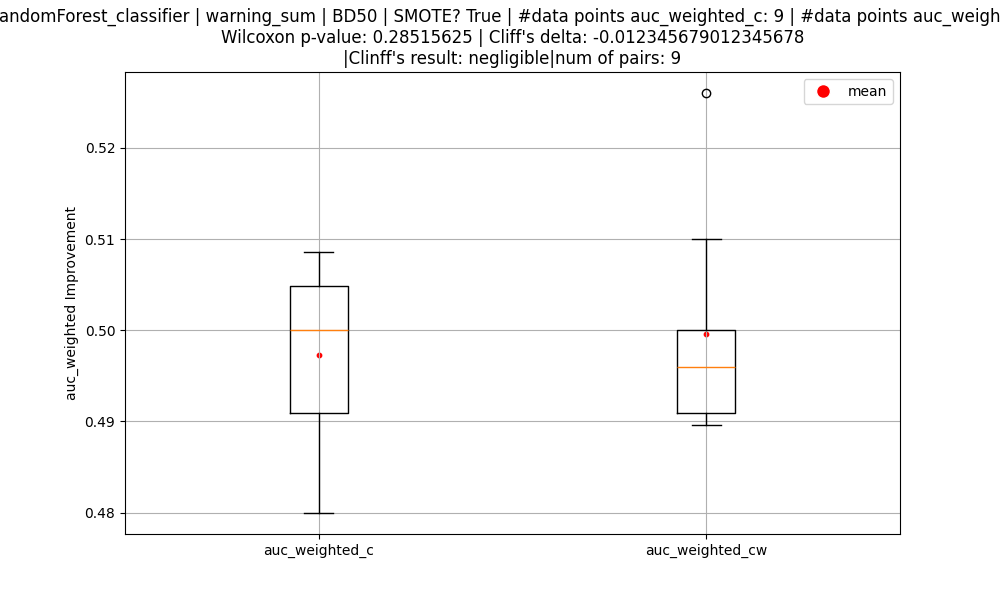 andomForest_classifier | warning_sum | BD50 | SMOTE? True | #data points auc_weighted_c: 9 | #data points auc_weigh
Wilcoxon p-value: 0.28515625 | Cliff's delta: -0.012345679012345678
|Clinff's result: negligible|num of pairs: 9
mean
0.52
0.51
0.50
0.49
0.48
auc_weighted Improvement
auc_weighted_c
auc_weighted_cw